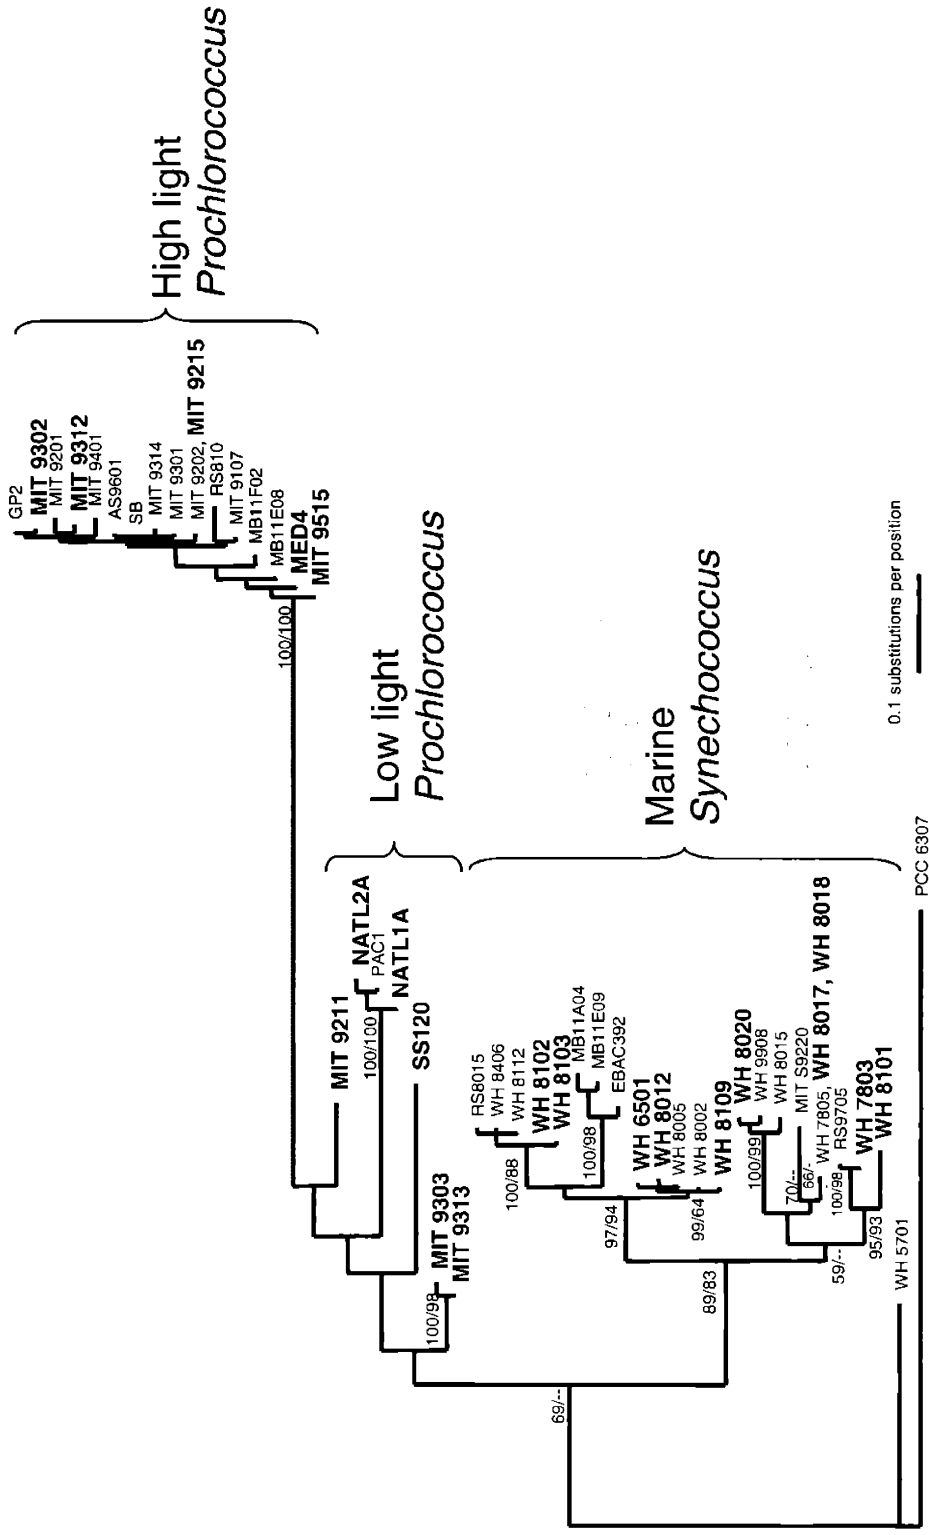 GP2
MIT 9302
MIT 9201
MIT 9312
MIT 9401
AS9601
SB
MIT 9314
MIT 9301
MIT 9202, MIT 9215
RS810
MIT 9107
MB11F02
MB11E08
MED4
MIT 9515
100/100
High light
Prochlorococcus
MIT 9211
NATL2A
PAC1
NATL1A
100/100
SS120
MIT 9303
MIT 9313
100/98
Low light
Prochlorococcus
RS8015
WH 8406
WH 8112
WH 8102
WH 8103
100/88
MB11A04
MB11E09
EBAC392
100/98
97/94
WH 6501
WH 8012
WH 8005
WH 8002
WH 8109
99/64
89/83
WH 8020
WH 9908
WH 8015
100/99
MIT S9220
70/--
WH 7805, WH 8017, WH 8018
66/-
RS9705
WH 7803
100/98
WH 8101
95/93
59/--
69/--
Marine
Synechococcus
WH 5701
PCC 6307
0.1 substitutions per position